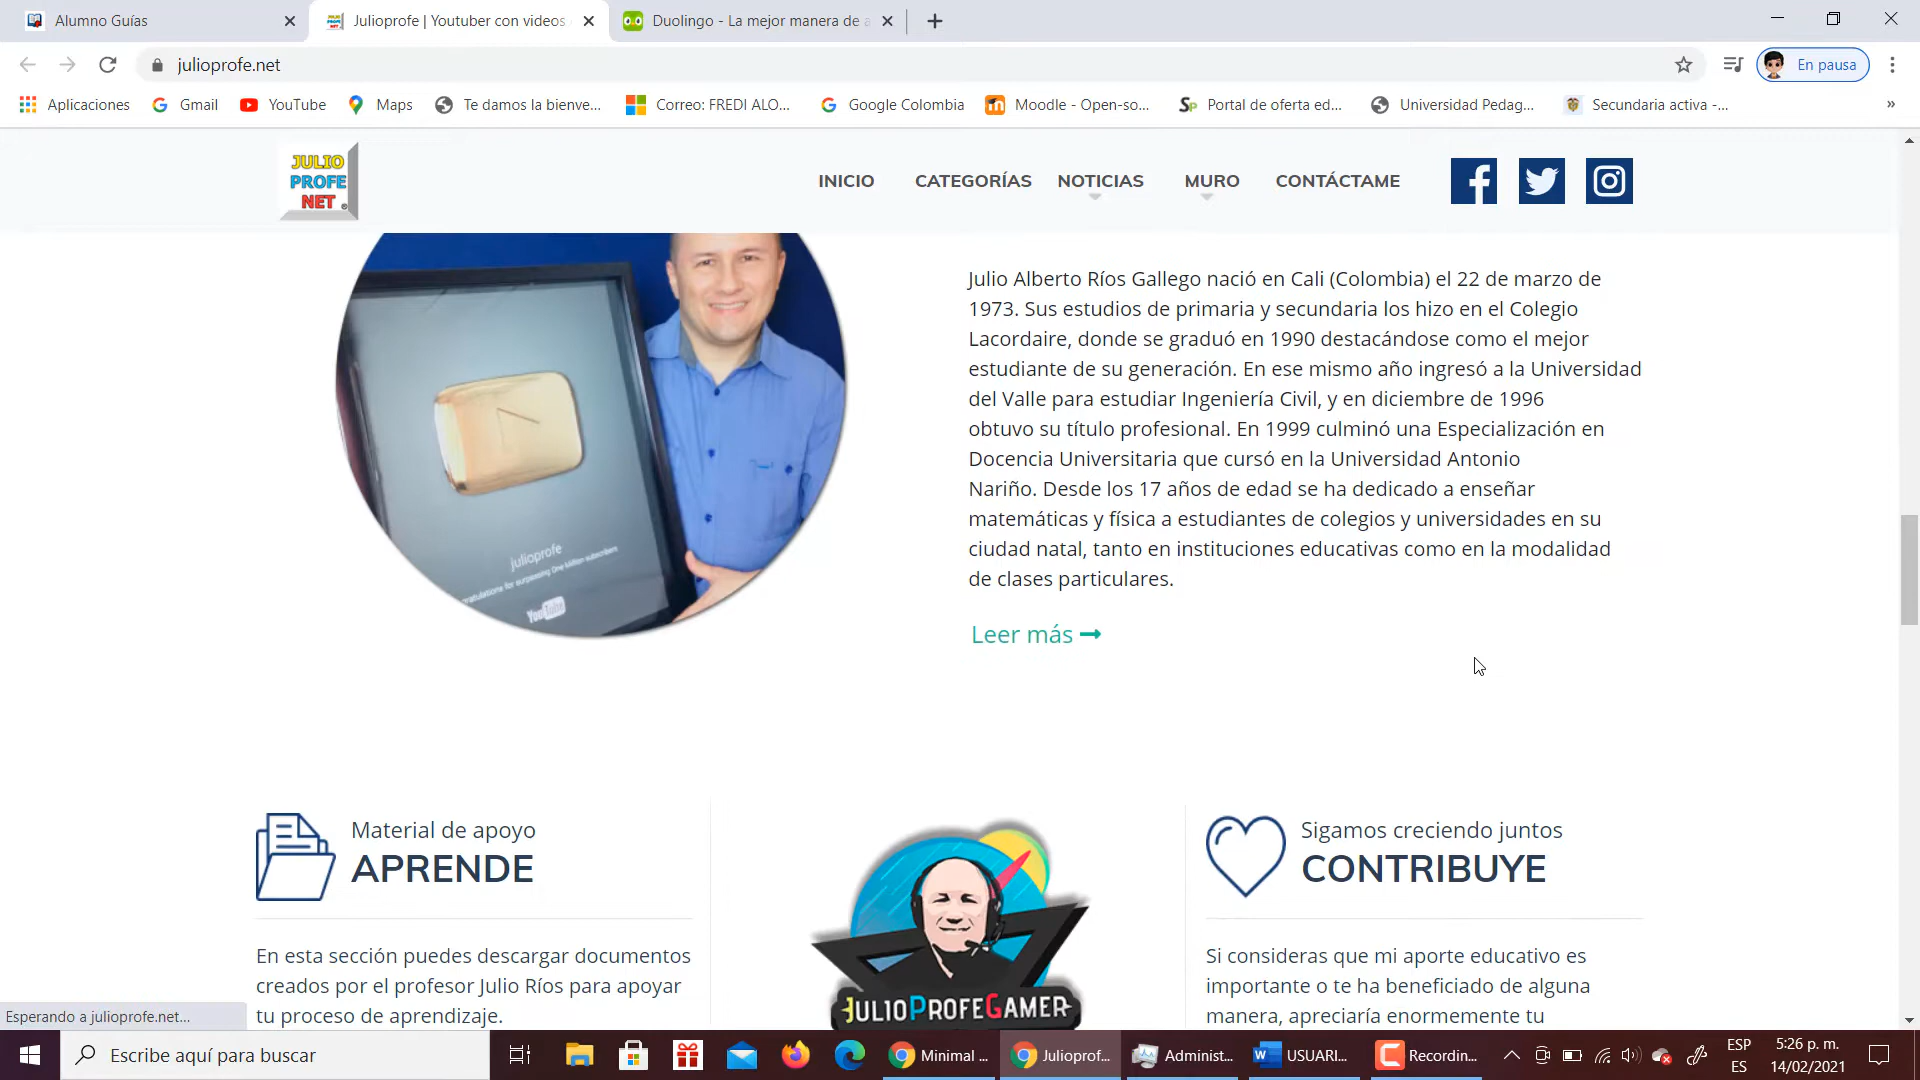 Alumno Guías
Julioprofe | Youtuber con videos
Duolingo - La mejor manera de a
julioprofe.net
En pausa
Aplicaciones
Gmail
YouTube
Maps
Te damos la bienve...
Correo: FREDI ALO...
Google Colombia
Moodle - Open-so...
Portal de oferta ed...
Universidad Pedag...
Secundaria activa -...
»
JULIO
PROFE
NET
INICIO
CATEGORÍAS
NOTICIAS
MURO
CONTÁCTAME
Julio Alberto Ríos Gallego nació en Cali (Colombia) el 22 de marzo de
1973. Sus estudios de primaria y secundaria los hizo en el Colegio
Lacordaire, donde se graduó en 1990 destacándose como el mejor
estudiante de su generación. En ese mismo año ingresó a la Universidad
del Valle para estudiar Ingeniería Civil, y en diciembre de 1996
obtuvo su título profesional. En 1999 culminó una Especialización en
Docencia Universitaria que cursó en la Universidad Antonio
Nariño. Desde los 17 años de edad se ha dedicado a enseñar
matemáticas y física a estudiantes de colegios y universidades en su
ciudad natal, tanto en instituciones educativas como en la modalidad
de clases particulares.
Leer más
julioprofe
for surpassing One Million subscribers
YouTube
Material de apoyo
APRENDE
En esta sección puedes descargar documentos
creados por el profesor Julio Ríos para apoyar
tu proceso de aprendizaje.
JULIOPROFEGAMER
Sigamos creciendo juntos
CONTRIBUYE
Si consideras que mi aporte educativo es
importante o te ha beneficiado de alguna
manera, apreciaría enormemente tu
Esperando a julioprofe.net...
Escribe aquí para buscar
Minimal ...
Julioprof...
Administ...
USUARI...
Recordin...
ESP
ES
5:26 p. m.
14/02/2021